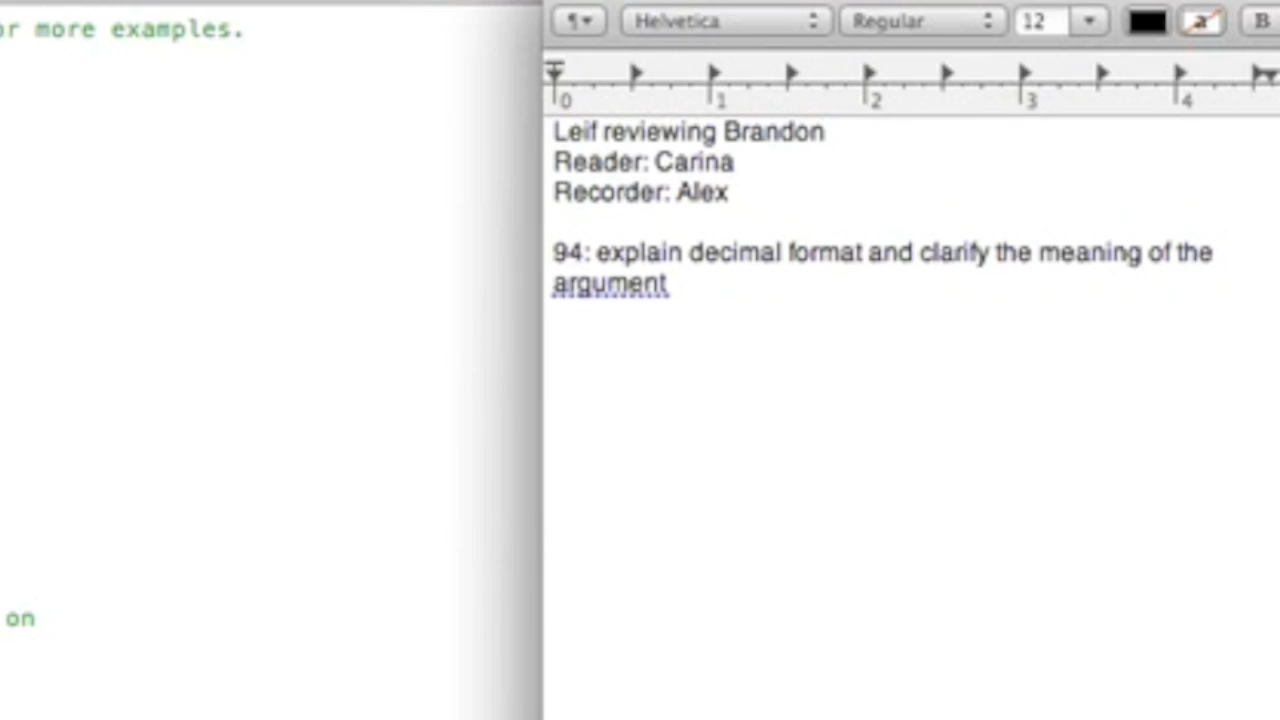 or more examples.
on
¶ Helvetica Regular 12 a B
0 1 2 3 4
Leif reviewing Brandon
Reader: Carina
Recorder: Alex
94: explain decimal format and clarify the meaning of the
argument